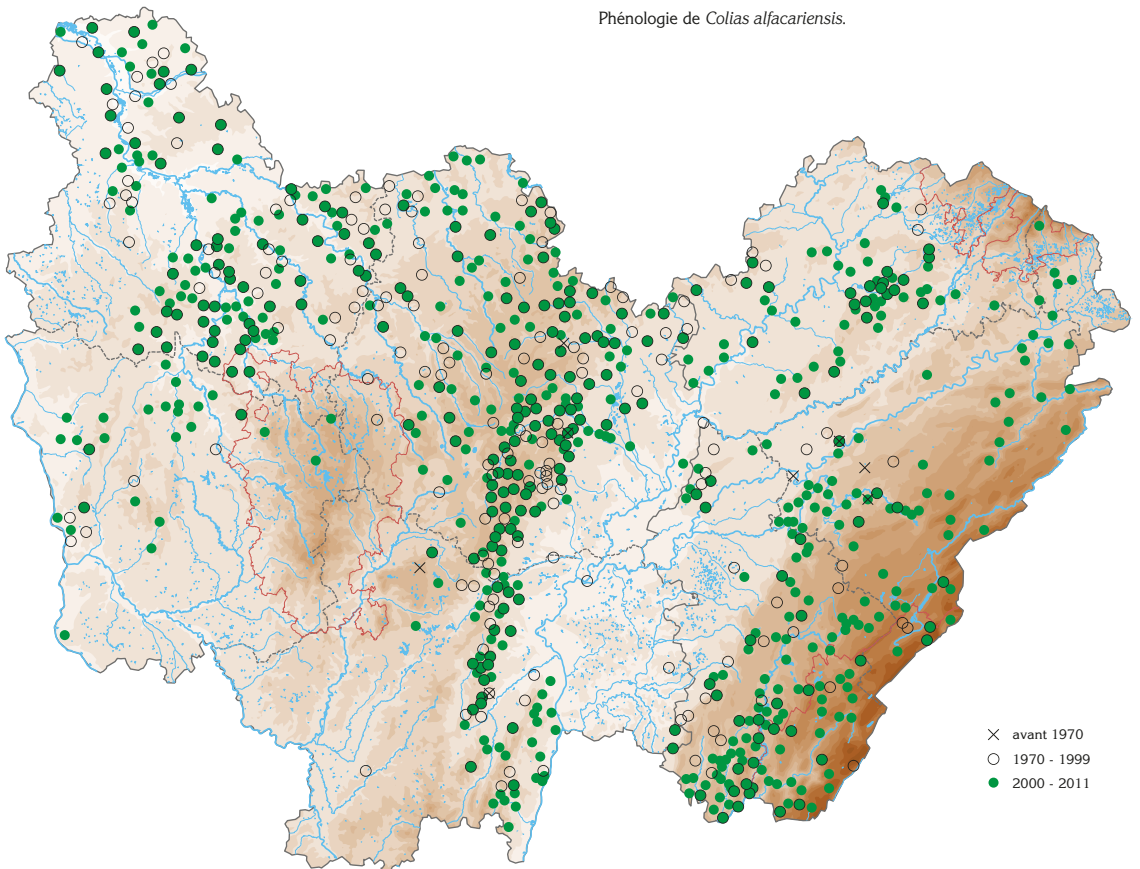 Phénologie de Colias alfacariensis.
avant 1970
1970 - 1999
2000 - 2011